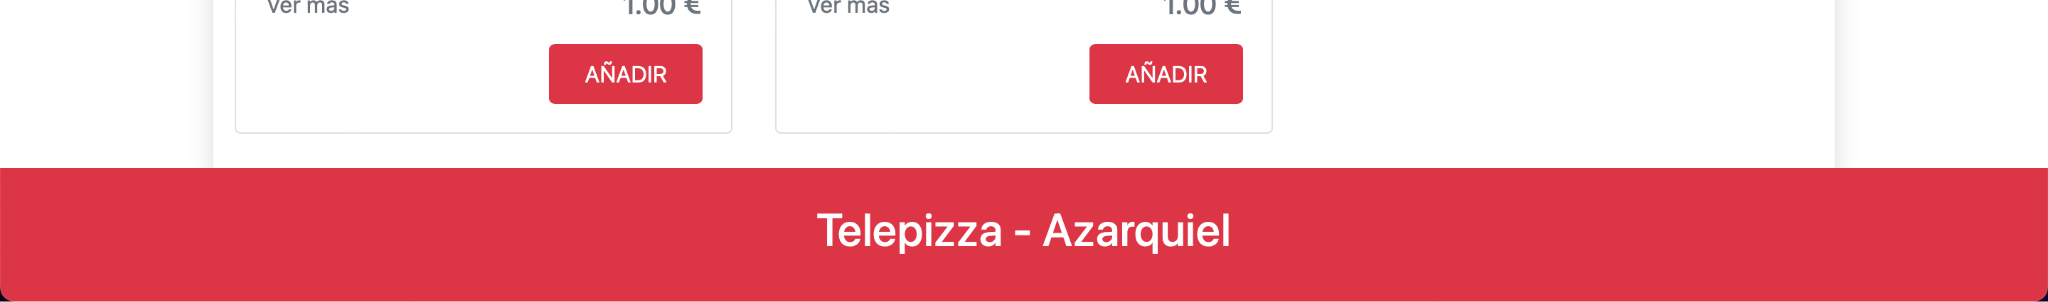 Ver más 1.00 € Ver más 1.00 €
AÑADIR AÑADIR
Telepizza - Azarquiel